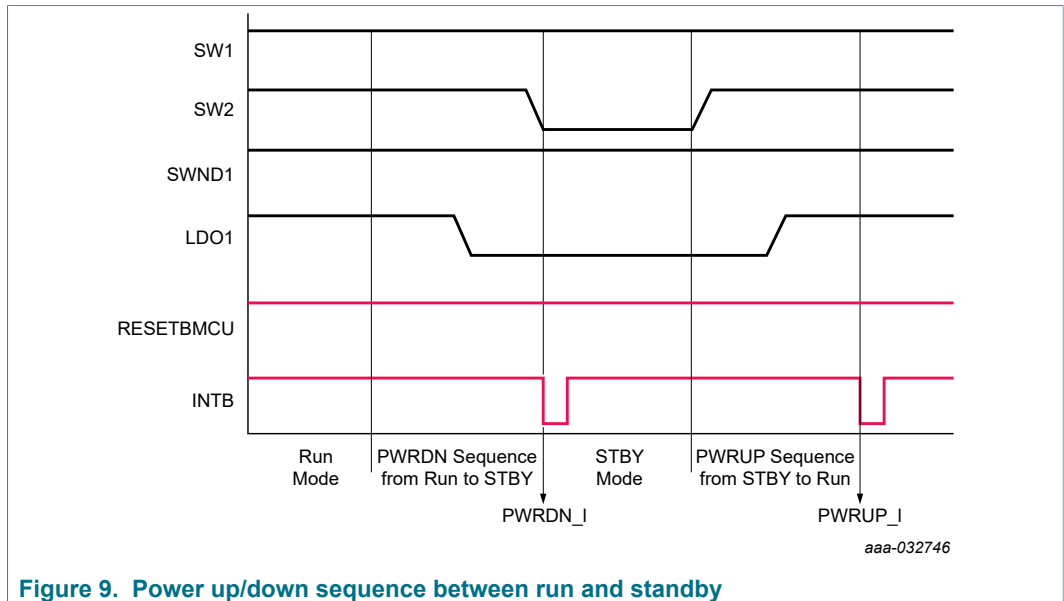 SW1
SW2
SWND1
LDO1
RESETBMCU
INTB
Run
Mode
PWRDN Sequence
from Run to STBY
STBY
Mode
PWRUP Sequence
from STBY to Run
PWRDN_I
PWRUP_I
aaa-032746
Figure 9. Power up/down sequence between run and standby